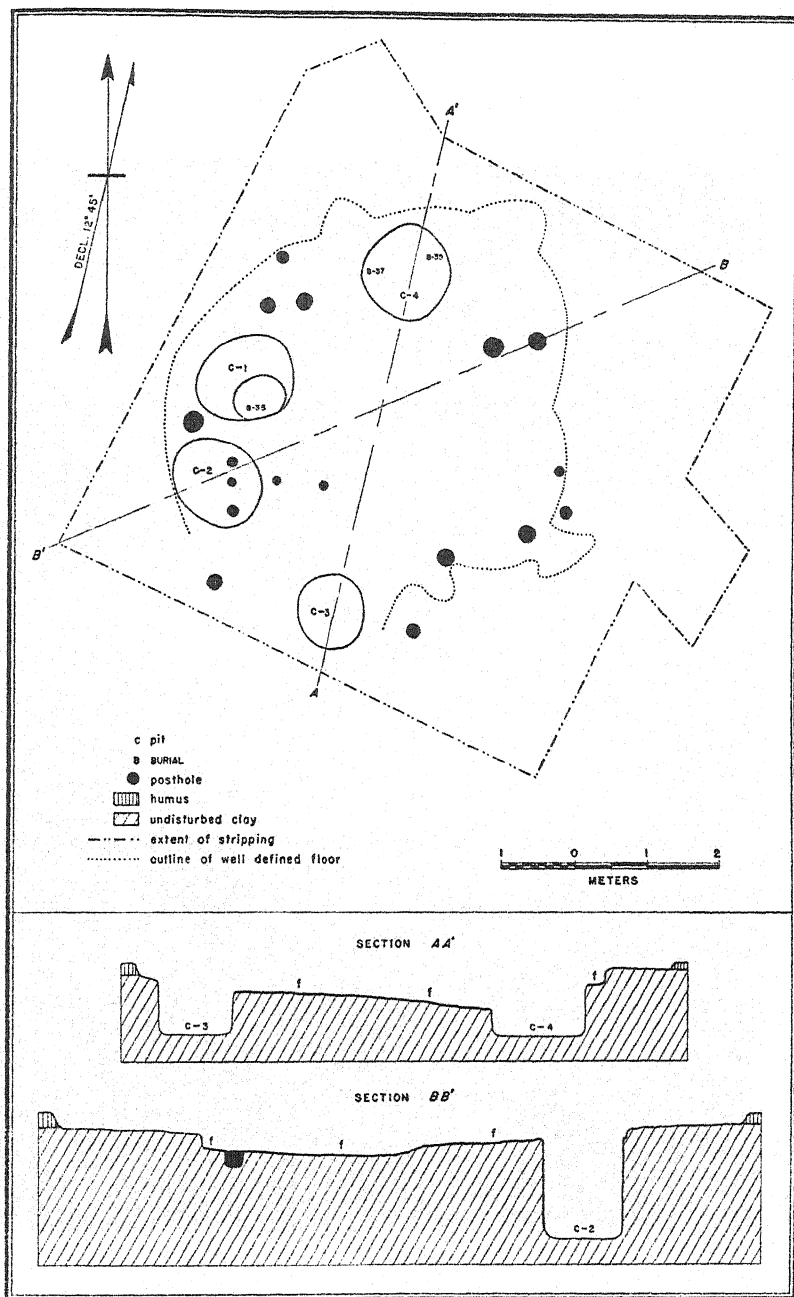 A'
DECL. 12° 45'
B-37
B-39
C-4
B
C-1
B-38
C-2
B'
C-3
A
C pit
B BURIAL
posthole
humus
undisturbed clay
extent of stripping
outline of well defined floor
1 0 1 2
METERS
SECTION AA'
f
f
f
C-3
C-4
SECTION BB'
f
f
f
C-2